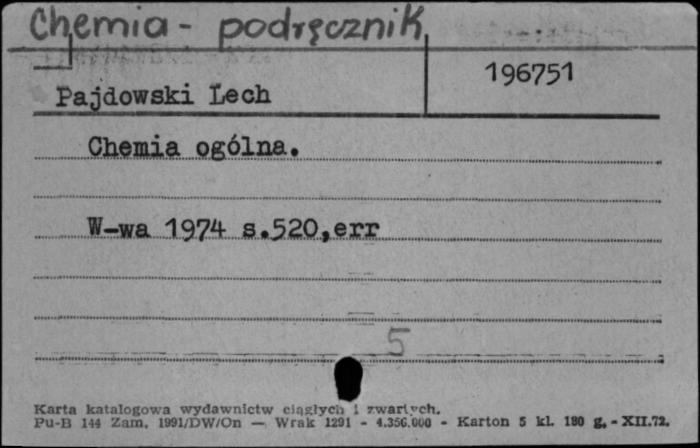 Chemia - podręcznik
196751
Pajdowski Lech
Chemia ogólna.
W-wa 1974 s.520,err
5
Karta katalogowa wydawnictw ciągłych i zwartych.
Pu-B 144 Zam. 1991/DW/On — Wrak 1291 - 4.356.000 - Karton 5 kl. 180 g. - XII.72.